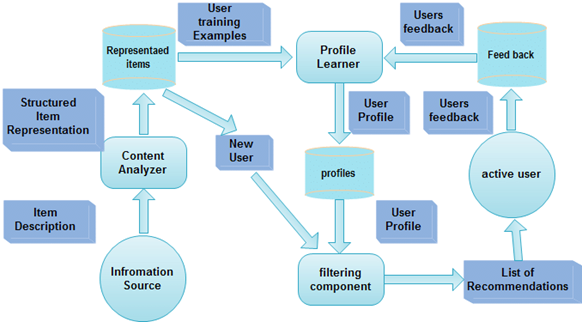 User
training
Examples
Users
feedback
Representaed
items
Profile
Learner
Feed back
Structured
Item
Representation
User
Profile
Users
feedback
New
User
Content
Analyzer
profiles
active user
Item
Description
User
Profile
Infromation
Source
filtering
component
List of
Recommendations